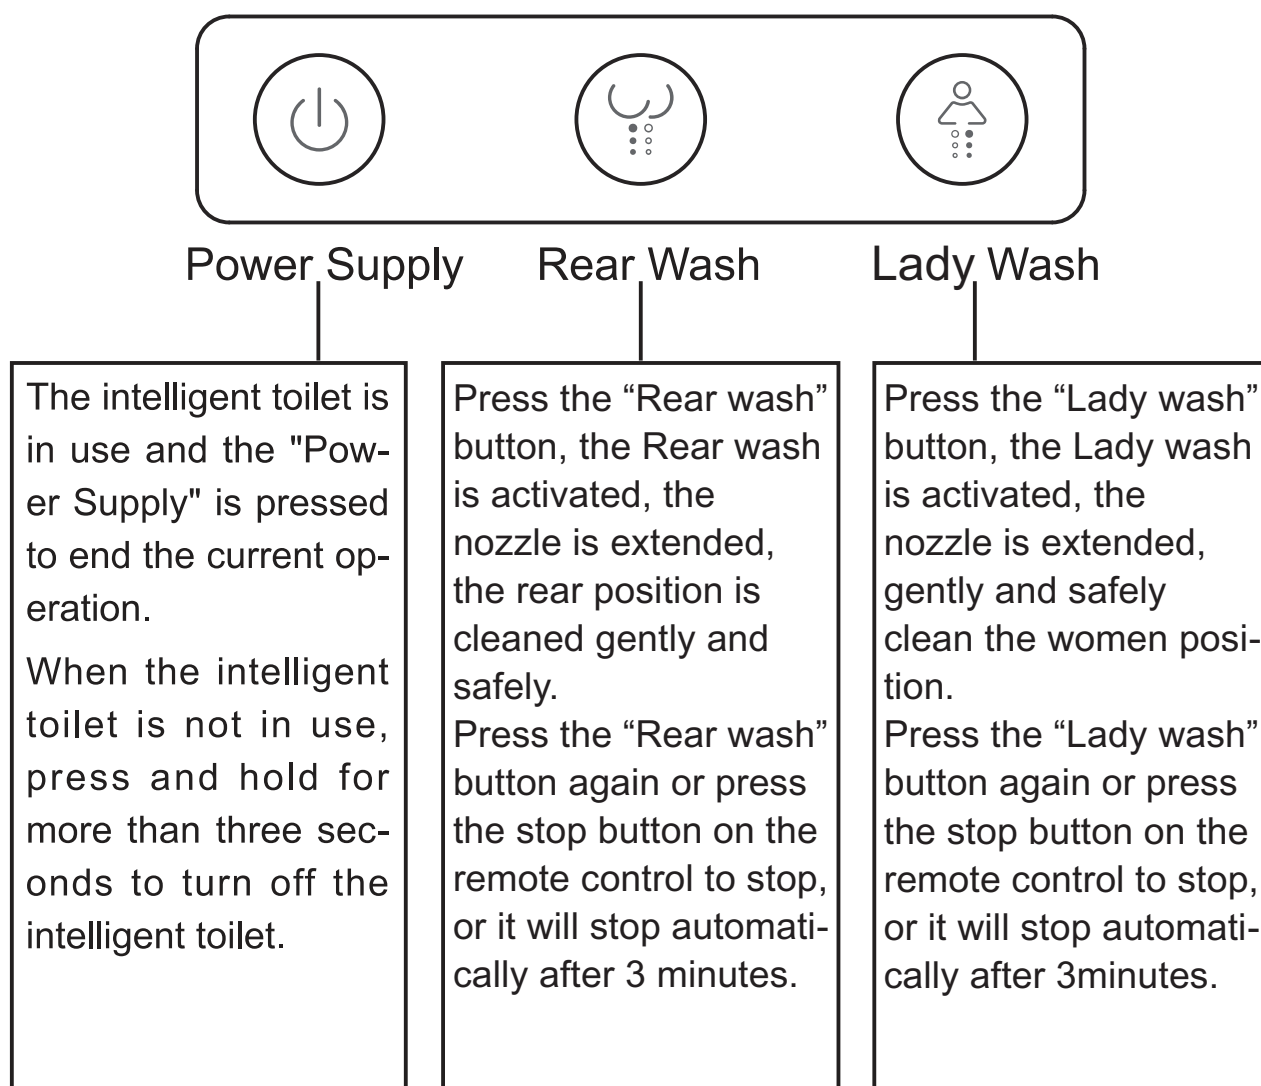 Power Supply
Rear Wash
Lady Wash
The intelligent toilet is
in use and the "Pow-
er Supply" is pressed
to end the current op-
eration.
When the intelligent
toilet is not in use,
press and hold for
more than three sec-
onds to turn off the
intelligent toilet.
Press the “Rear wash”
button, the Rear wash
is activated, the
nozzle is extended,
the rear position is
cleaned gently and
safely.
Press the “Rear wash”
button again or press
the stop button on the
remote control to stop,
or it will stop automati-
cally after 3 minutes.
Press the “Lady wash”
button, the Lady wash
is activated, the
nozzle is extended,
gently and safely
clean the women posi-
tion.
Press the “Lady wash”
button again or press
the stop button on the
remote control to stop,
or it will stop automati-
cally after 3minutes.